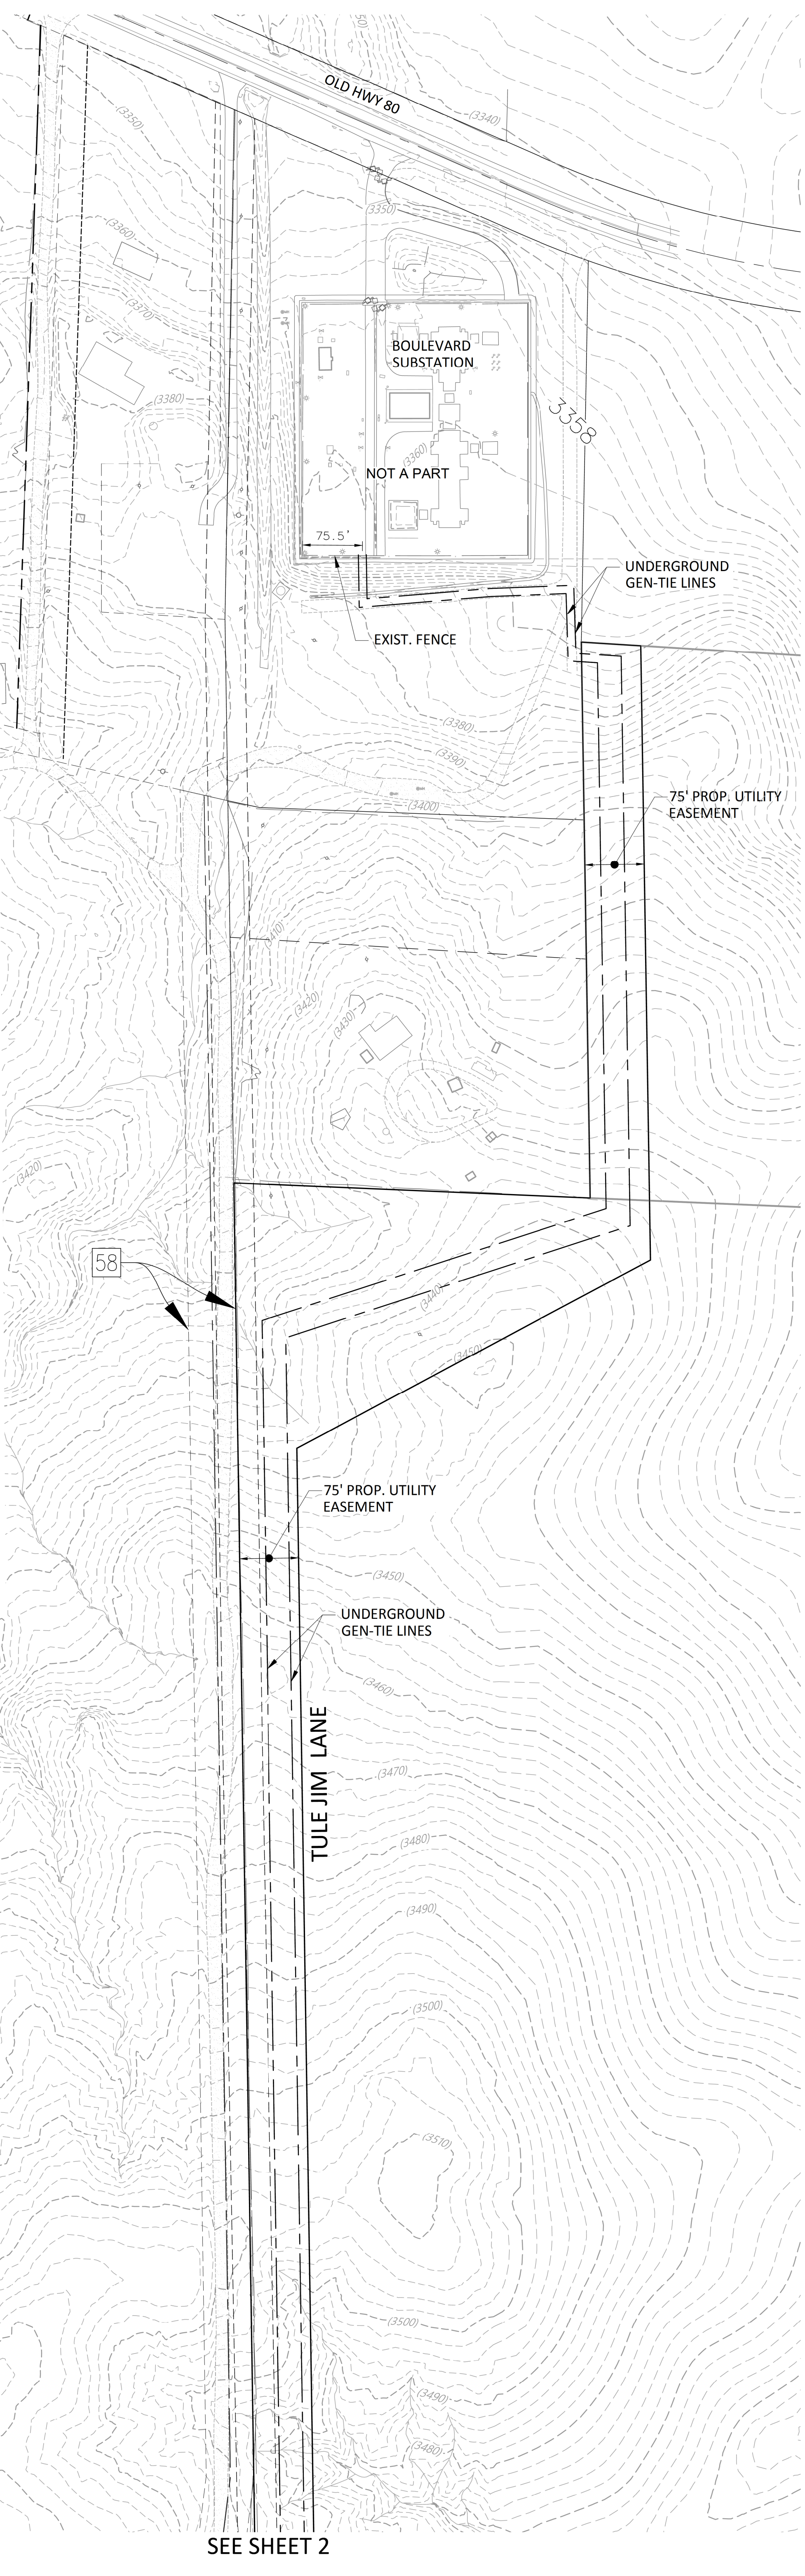 OLD HWY 80
(3350)
(3340)
(3350)
(3360)
(3370)
BOULEVARD
SUBSTATION
(3380)
3358
(3360)
NOT A PART
75.5'
UNDERGROUND
GEN-TIE LINES
EXIST. FENCE
(3380)
(3390)
(3400)
75' PROP. UTILITY
EASEMENT
(3410)
(3420)
(3430)
(3420)
58
(3440)
(3450)
75' PROP. UTILITY
EASEMENT
(3450)
UNDERGROUND
GEN-TIE LINES
(3460)
TULE JIM LANE
(3470)
(3480)
(3490)
(3500)
(3510)
(3500)
(3490)
(3480)
SEE SHEET 2